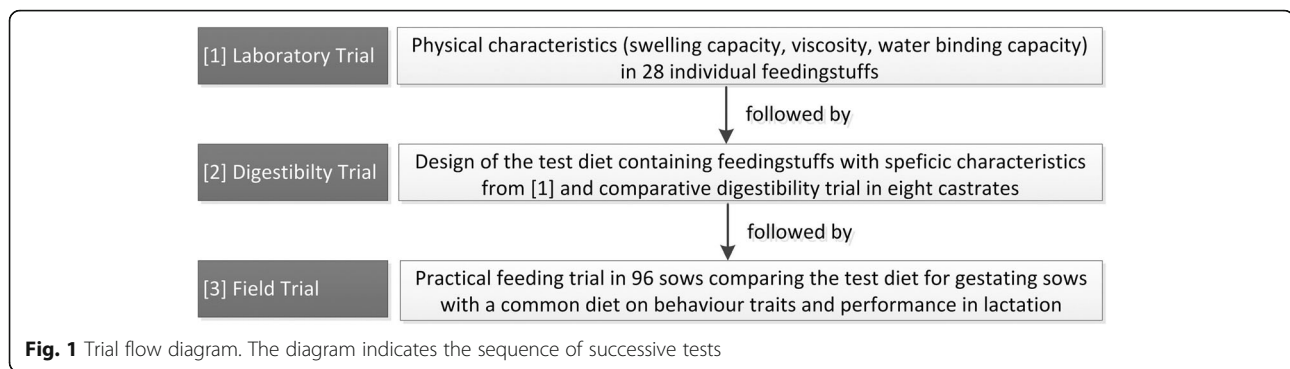 [1] Laboratory Trial
Physical characteristics (swelling capacity, viscosity, water binding capacity)
in 28 individual feedingstuffs
followed by
[2] Digestibilty Trial
Design of the test diet containing feedingstuffs with speficic characteristics
from [1] and comparative digestibility trial in eight castrates
followed by
[3] Field Trial
Practical feeding trial in 96 sows comparing the test diet for gestating sows
with a common diet on behaviour traits and performance in lactation
Fig. 1 Trial flow diagram. The diagram indicates the sequence of successive tests